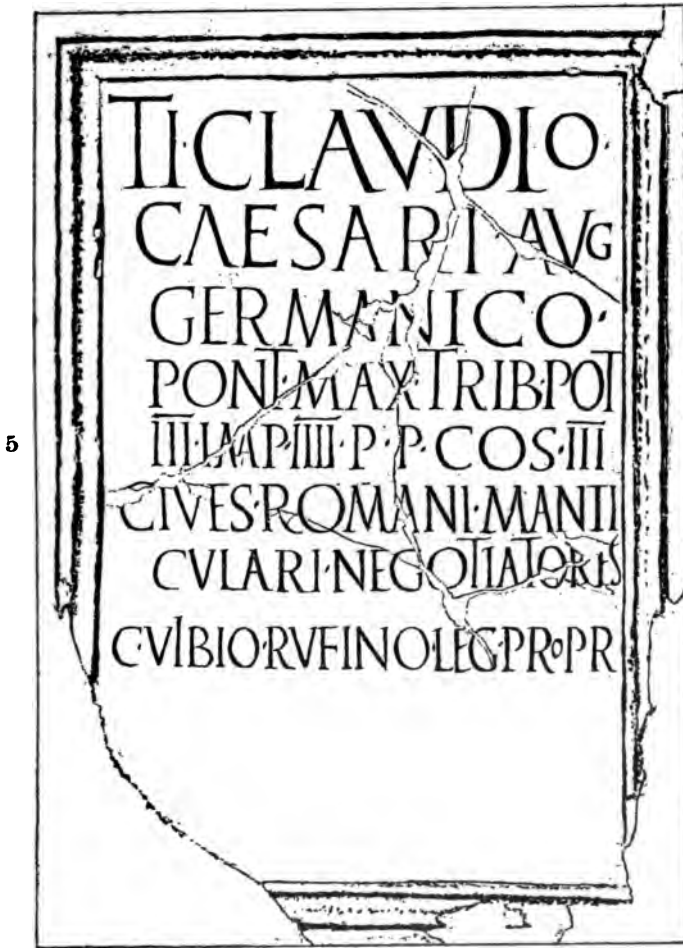 TI·CLAVDIO·
CAESARI·AVG
GERMANICO·
PONT·MAX TRIB·POT
5 III·IMP·IIII·P·P·COS·III
CIVES·ROMANI·MANTI
CVLARI·NEGOTIATORES
C·VIBIO·RVFINO·LEG·PRO·PR